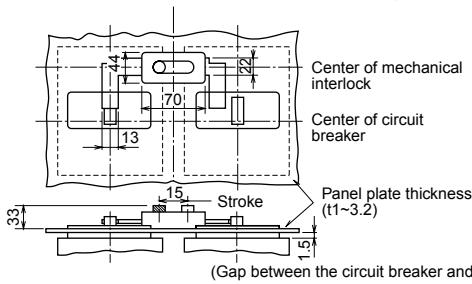 44
22
Center of mechanical
interlock
70
Center of circuit
breaker
13
15
Stroke
Panel plate thickness
(t1~3.2)
33
1.5
(Gap between the circuit breaker and